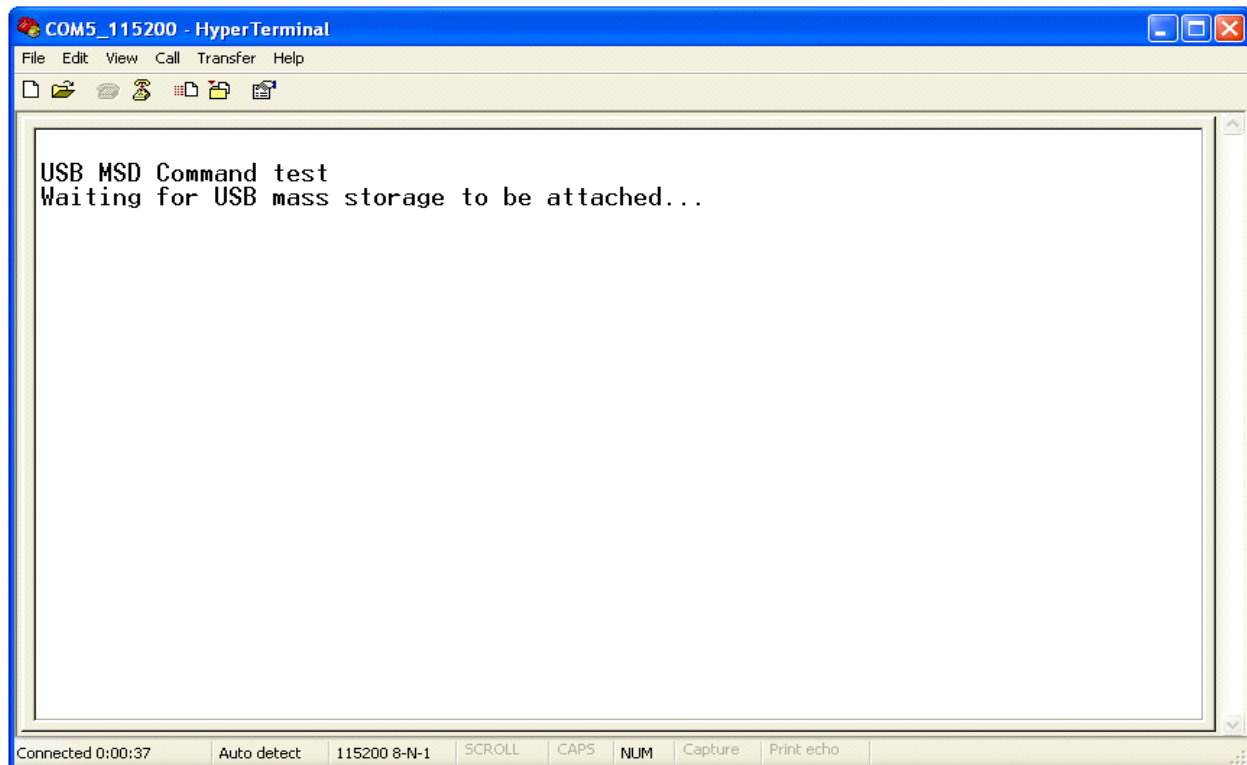 COM5_115200 - HyperTerminal
File Edit View Call Transfer Help
USB MSD Command test
Waiting for USB mass storage to be attached...
Connected 0:00:37 Auto detect 115200 8-N-1 SCROLL CAPS NUM Capture Print echo